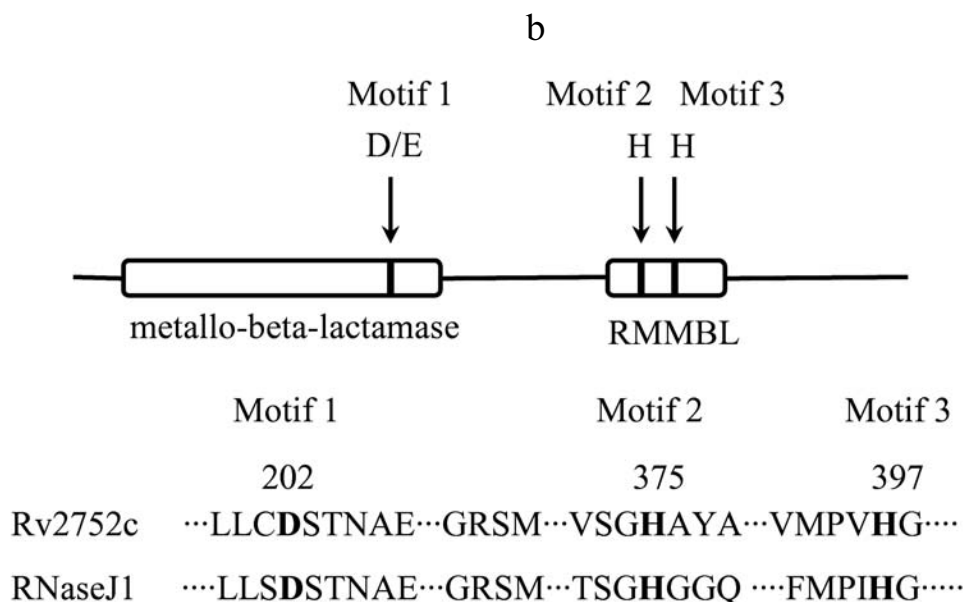 b
Motif 1 Motif 2 Motif 3
D/E H H
metallo-beta-lactamase RMMBL
Motif 1 Motif 2 Motif 3
202 375 397
Rv2752c ···LLCDSTNAE···GRSM···VSGHAYA···VMPVHG····
RNaseJ1 ····LLSDSTNAE···GRSM···TSGHGGQ ····FMPIHG·····